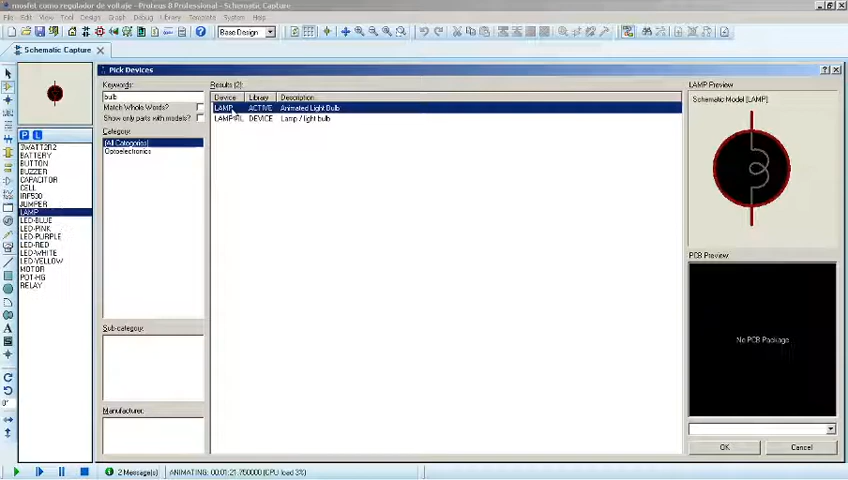 mosfet como regulador de voltaje - Proteus 8 Professional - Schematic Capture
File Edit View Tool Design Graph Debug Library Template System Help
Base Design
Schematic Capture
Pick Devices
Keywords:
bulb
Match Whole Words?
Show only parts with models?
Category:
(All Categories)
Optoelectronics
Sub-category:
Manufacturer:
Results (2):
Device Library Description
LAMP ACTIVE Animated Light Bulb
DEVICE Lamp / light bulb
LAMP Preview
Schematic Model [LAMP]
PCB Preview:
No PCB Package
OK Cancel
P L
3WATT2R2
BATTERY
BUTTON
BUZZER
CAPACITOR
CELL
IRF530
JUMPER
LAMP
LED-BLUE
LED-PINK
LED-PURPLE
LED-RED
LED-WHITE
LED-YELLOW
MOTOR
POT-HG
RELAY
0°
2 Message(s) ANIMATING: 00:01:21.750000 (CPU load 3%)